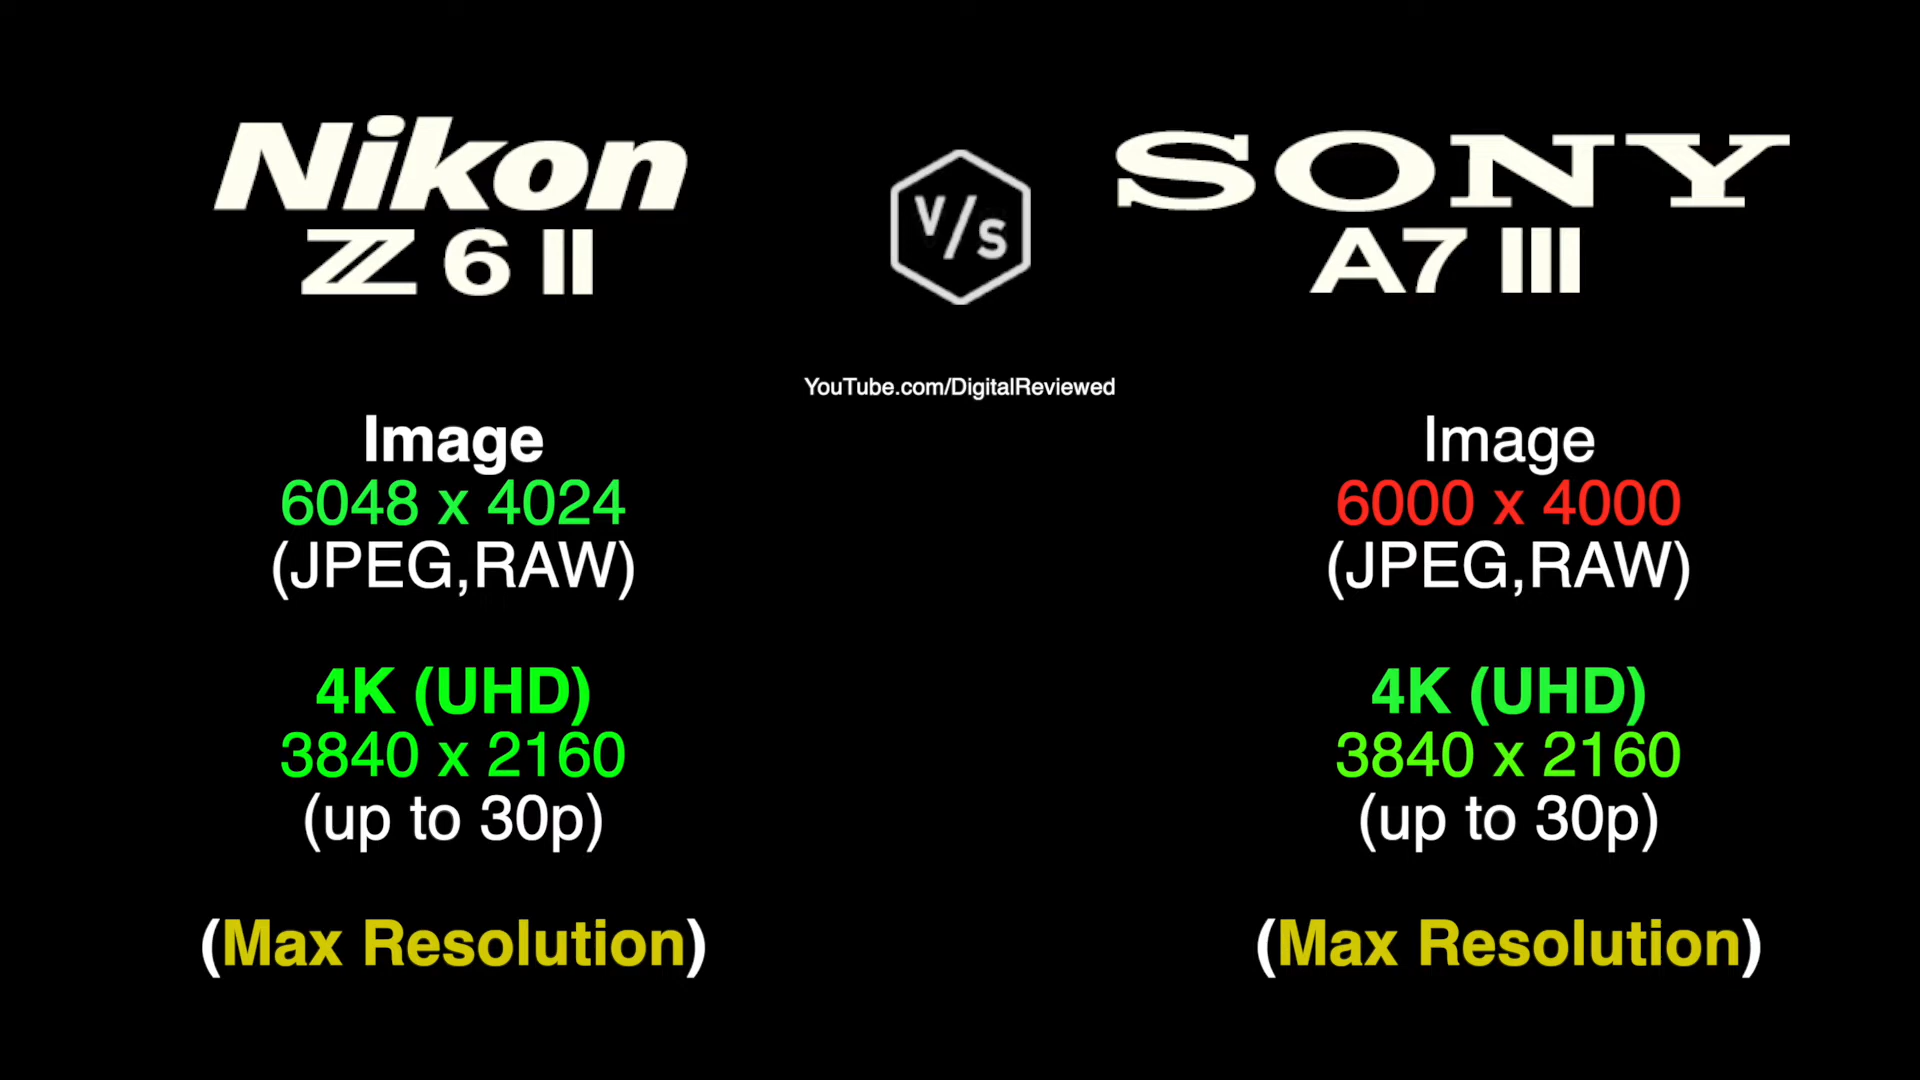 Nikon
Z 6 II
V/S
SONY
A7 III
YouTube.com/DigitalReviewed
Image
6048 x 4024
(JPEG,RAW)
4K (UHD)
3840 x 2160
(up to 30p)
(Max Resolution)
Image
6000 x 4000
(JPEG,RAW)
4K (UHD)
3840 x 2160
(up to 30p)
(Max Resolution)